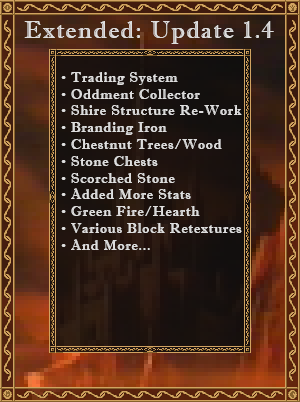 Extended: Update 1.4
• Trading System
• Oddment Collector
• Shire Structure Re-Work
• Branding Iron
• Chestnut Trees/Wood
• Stone Chests
• Scorched Stone
• Added More Stats
• Green Fire/Hearth
• Various Block Retextures
• And More...